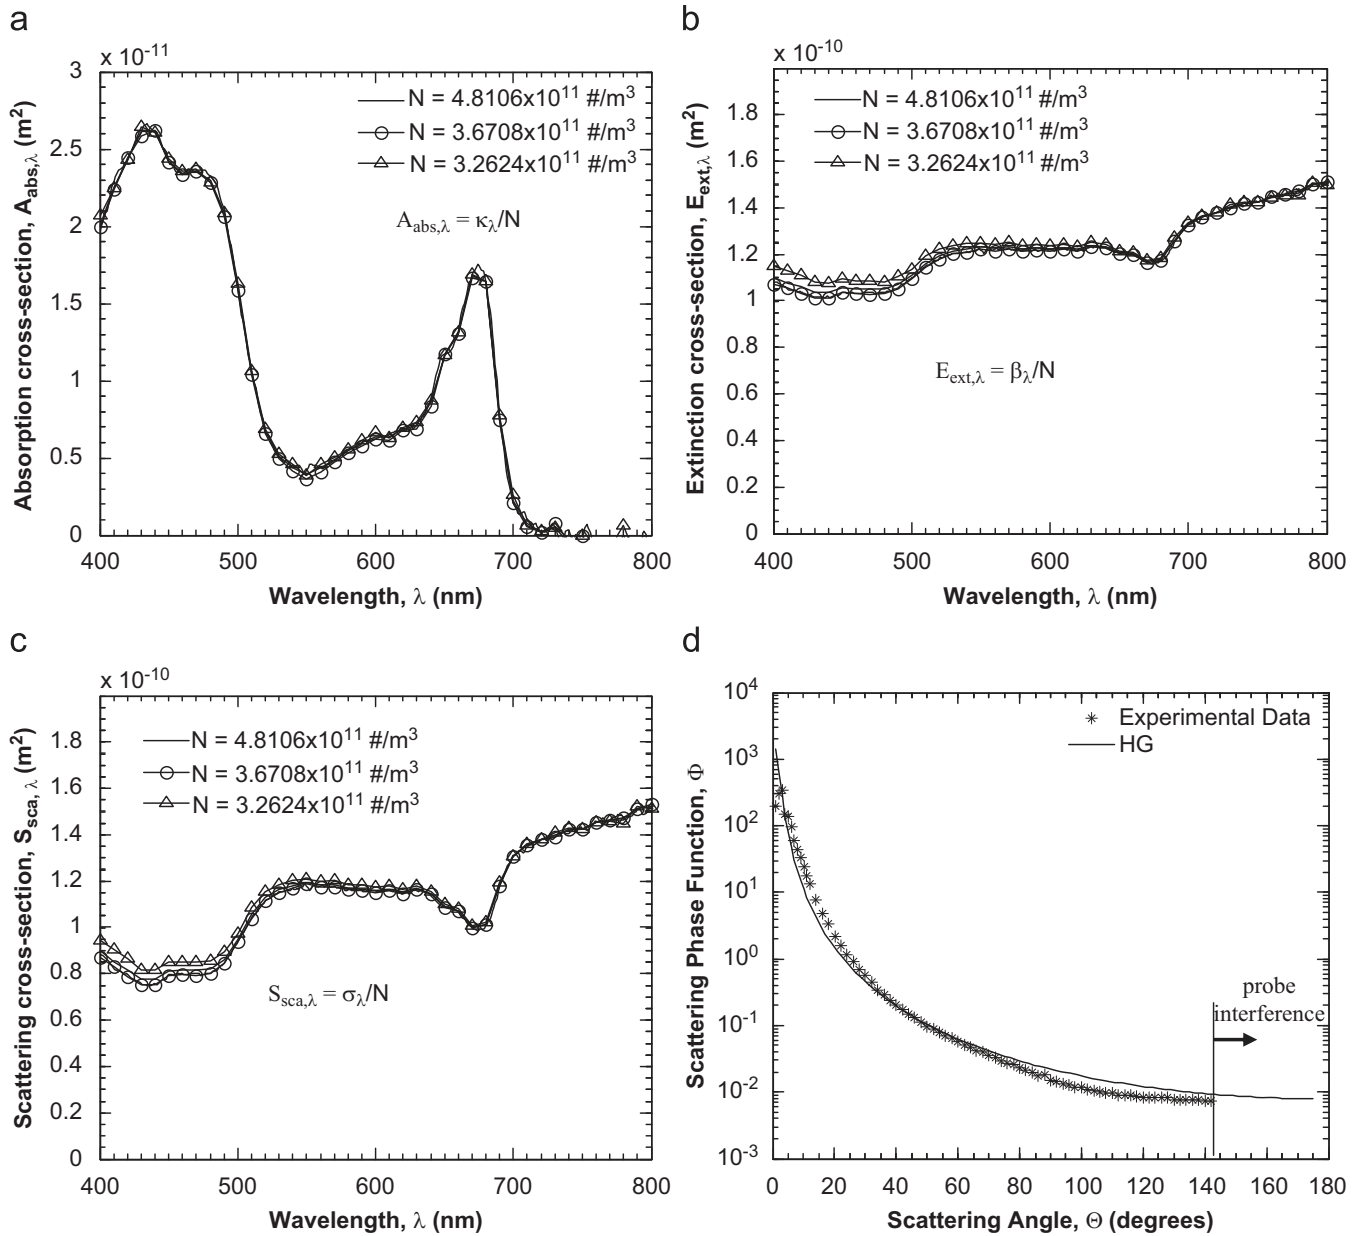 a
x 10⁻¹¹
Absorption cross-section, A_abs,λ (m²)
3
2.5
2
1.5
1
0.5
0
N = 4.8106x10¹¹ #/m³
N = 3.6708x10¹¹ #/m³
N = 3.2624x10¹¹ #/m³
A_abs,λ = κ_λ/N
400 500 600 700 800
Wavelength, λ (nm)
b
x 10⁻¹⁰
Extinction cross-section, E_ext,λ (m²)
1.8
1.6
1.4
1.2
1
0.8
0.6
0.4
0.2
0
N = 4.8106x10¹¹ #/m³
N = 3.6708x10¹¹ #/m³
N = 3.2624x10¹¹ #/m³
E_ext,λ = β_λ/N
400 500 600 700 800
Wavelength, λ (nm)
c
x 10⁻¹⁰
Scattering cross-section, S_sca, λ (m²)
1.8
1.6
1.4
1.2
1
0.8
0.6
0.4
0.2
0
N = 4.8106x10¹¹ #/m³
N = 3.6708x10¹¹ #/m³
N = 3.2624x10¹¹ #/m³
S_sca,λ = σ_λ/N
400 500 600 700 800
Wavelength, λ (nm)
d
Scattering Phase Function, Φ
10⁴
10³
10²
10¹
10⁰
10⁻¹
10⁻²
10⁻³
Experimental Data
HG
probe
interference
0 20 40 60 80 100 120 140 160 180
Scattering Angle, Θ (degrees)